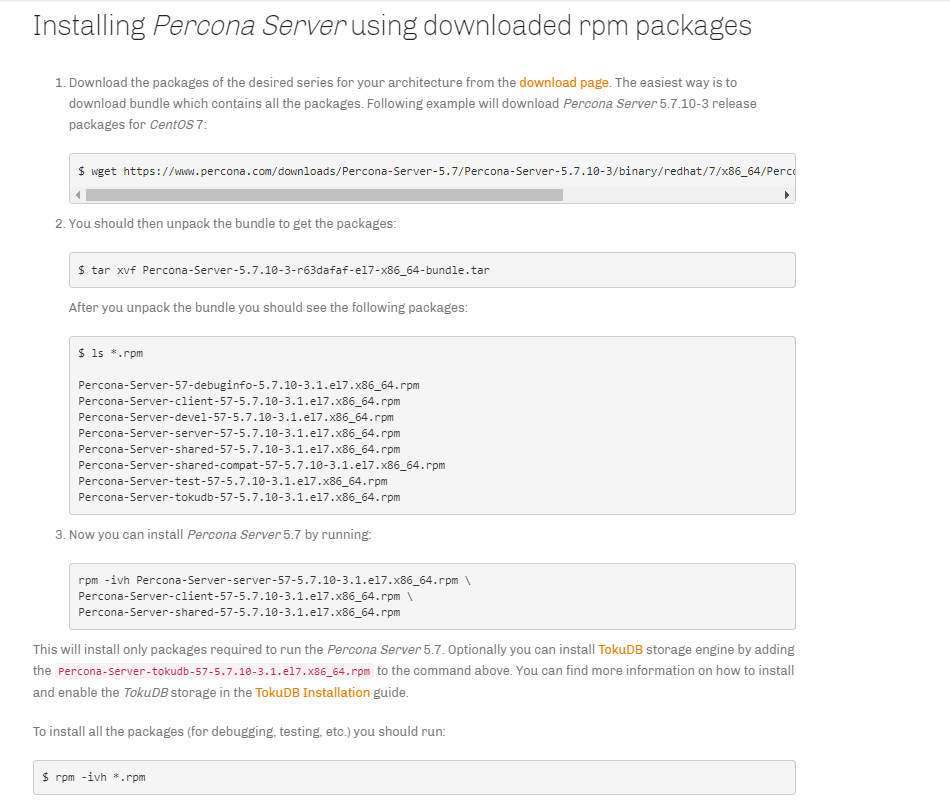 Installing Percona Server using downloaded rpm packages
1. Download the packages of the desired series for your architecture from the download page. The easiest way is to
download bundle which contains all the packages. Following example will download Percona Server 5.7.10-3 release
packages for CentOS 7:
$ wget https://www.percona.com/downloads/Percona-Server-5.7/Percona-Server-5.7.10-3/binary/redhat/7/x86_64/Perco
2. You should then unpack the bundle to get the packages:
$ tar xvf Percona-Server-5.7.10-3-r63dafaf-el7-x86_64-bundle.tar
After you unpack the bundle you should see the following packages:
$ ls *.rpm
Percona-Server-57-debuginfo-5.7.10-3.1.el7.x86_64.rpm
Percona-Server-client-57-5.7.10-3.1.el7.x86_64.rpm
Percona-Server-devel-57-5.7.10-3.1.el7.x86_64.rpm
Percona-Server-server-57-5.7.10-3.1.el7.x86_64.rpm
Percona-Server-shared-57-5.7.10-3.1.el7.x86_64.rpm
Percona-Server-shared-compat-57-5.7.10-3.1.el7.x86_64.rpm
Percona-Server-test-57-5.7.10-3.1.el7.x86_64.rpm
Percona-Server-tokudb-57-5.7.10-3.1.el7.x86_64.rpm
3. Now you can install Percona Server 5.7 by running:
rpm -ivh Percona-Server-server-57-5.7.10-3.1.el7.x86_64.rpm \
Percona-Server-client-57-5.7.10-3.1.el7.x86_64.rpm \
Percona-Server-shared-57-5.7.10-3.1.el7.x86_64.rpm
This will install only packages required to run the Percona Server 5.7. Optionally you can install TokuDB storage engine by adding
the Percona-Server-tokudb-57-5.7.10-3.1.el7.x86_64.rpm to the command above. You can find more information on how to install
and enable the TokuDB storage in the TokuDB Installation guide.
To install all the packages (for debugging, testing, etc.) you should run:
$ rpm -ivh *.rpm